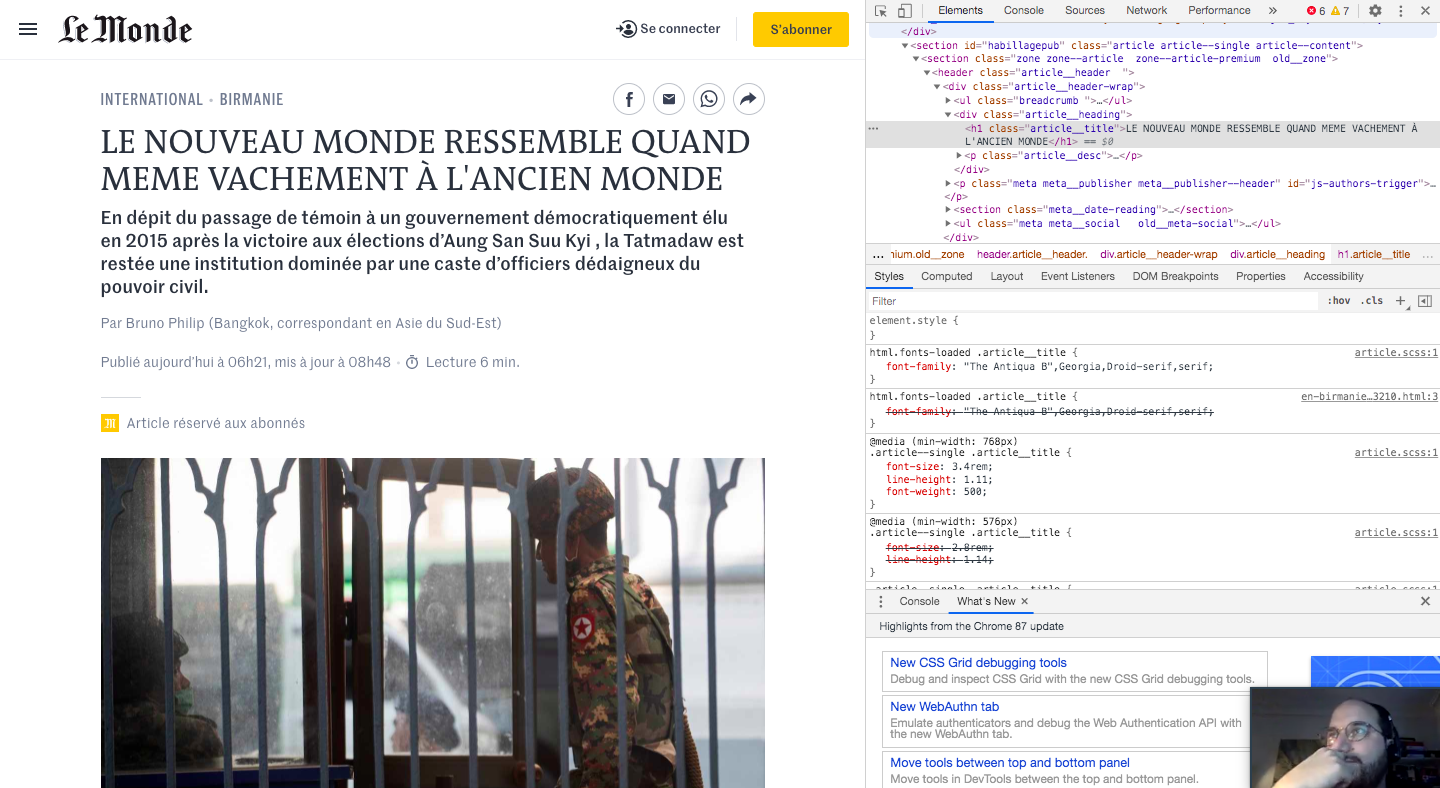 Le Monde
Se connecter
S'abonner
INTERNATIONAL • BIRMANIE
LE NOUVEAU MONDE RESSEMBLE QUAND
MEME VACHEMENT À L'ANCIEN MONDE
En dépit du passage de témoin à un gouvernement démocratiquement élu
en 2015 après la victoire aux élections d’Aung San Suu Kyi , la Tatmadaw est
restée une institution dominée par une caste d’officiers dédaigneux du
pouvoir civil.
Par Bruno Philip (Bangkok, correspondant en Asie du Sud-Est)
Publié aujourd’hui à 06h21, mis à jour à 08h48 • Lecture 6 min.
Article réservé aux abonnés
Elements Console Sources Network Performance » 6 7
</div>
<section id="habillagepub" class="article article--single article--content">
<section class="zone zone--article  zone--article-premium  old__zone">
<header class="article__header  ">
<div class="article__header-wrap">
<ul class="breadcrumb ">…</ul>
<div class="article__heading">
<h1 class="article__title">LE NOUVEAU MONDE RESSEMBLE QUAND MEME VACHEMENT À
L'ANCIEN MONDE</h1> == $0
<p class="article__desc">…</p>
</div>
<p class="meta meta__publisher meta__publisher--header" id="js-authors-trigger">…
</p>
<section class="meta__date-reading">…</section>
<ul class="meta meta__social   old__meta-social">…</ul>
</div>
… nium.old__zone header.article__header. div.article__header-wrap div.article__heading h1.article__title …
Styles Computed Layout Event Listeners DOM Breakpoints Properties Accessibility
Filter :hov .cls +
element.style {
}
html.fonts-loaded .article__title { article.scss:1
font-family: "The Antiqua B",Georgia,Droid-serif,serif;
}
html.fonts-loaded .article__title { en-birmanie…3210.html:3
font-family: "The Antiqua B",Georgia,Droid-serif,serif;
}
@media (min-width: 768px)
.article--single .article__title { article.scss:1
font-size: 3.4rem;
line-height: 1.11;
font-weight: 500;
}
@media (min-width: 576px)
.article--single .article__title { article.scss:1
font-size: 2.8rem;
line-height: 1.14;
}
Console What's New ×
Highlights from the Chrome 87 update
New CSS Grid debugging tools
Debug and inspect CSS Grid with the new CSS Grid debugging tools.
New WebAuthn tab
Emulate authenticators and debug the Web Authentication API with
the new WebAuthn tab.
Move tools between top and bottom panel
Move tools in DevTools between the top and bottom panel.